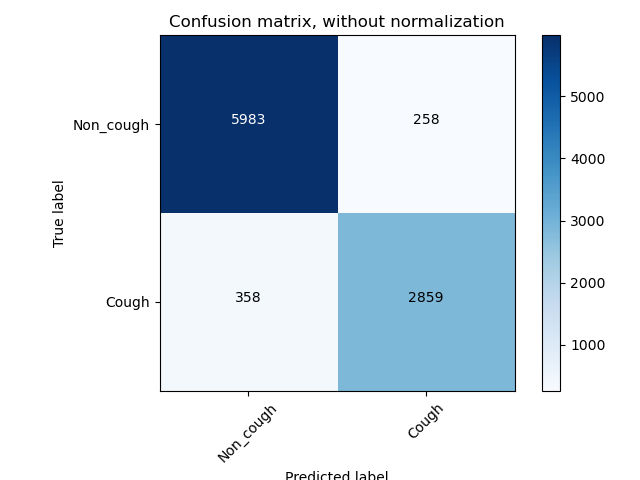 Confusion matrix, without normalization
True label
Non_cough
5983
258
Cough
358
2859
Non_cough
Cough
Predicted label
5000
4000
3000
2000
1000